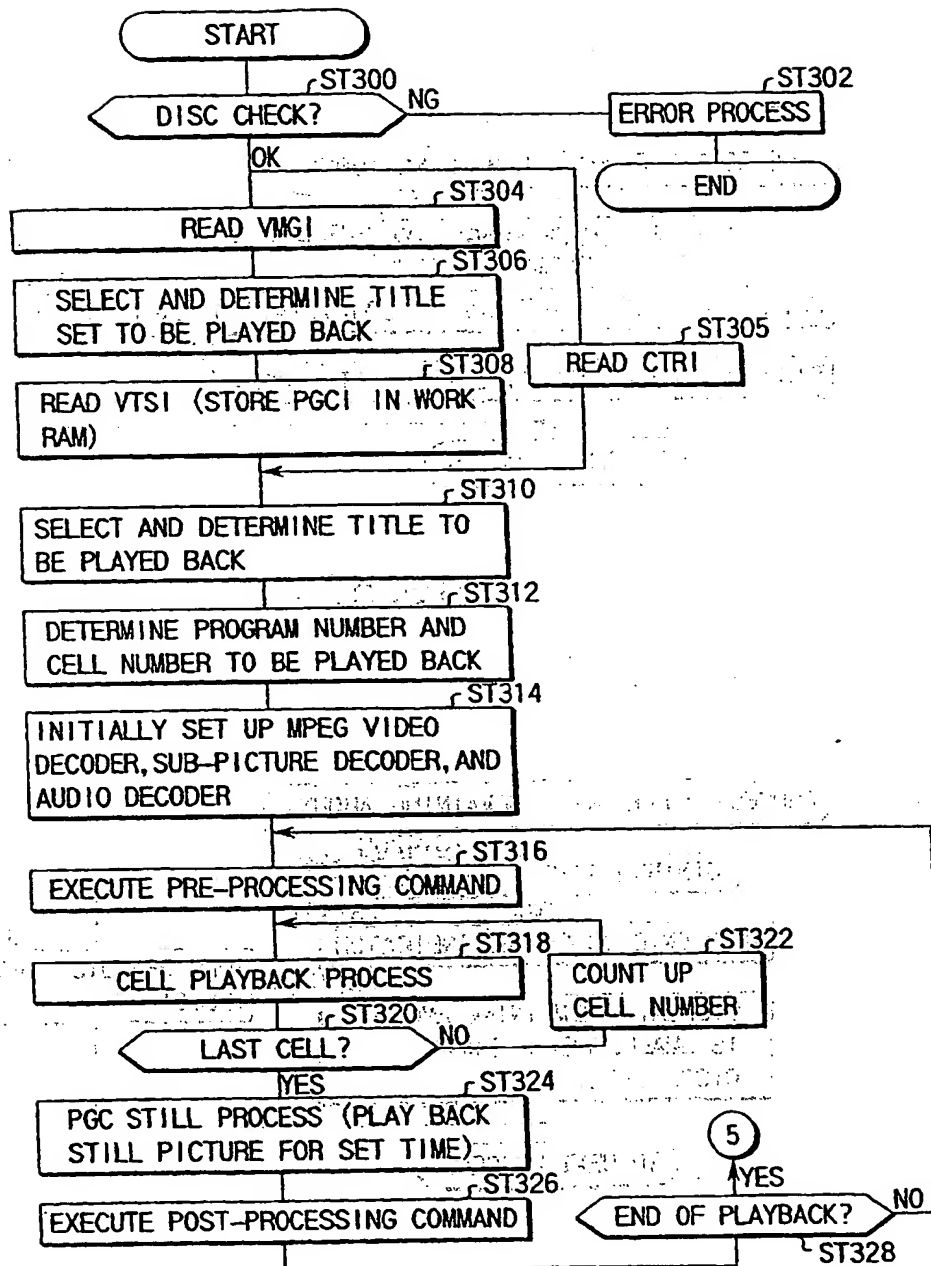 START
ST300
DISC CHECK?
NG
ST302
ERROR PROCESS
END
OK
ST304
READ VMGI
ST306
SELECT AND DETERMINE TITLE
SET TO BE PLAYED BACK
ST305
READ CTRI
ST308
READ VTSI (STORE PGCI IN WORK
RAM)
ST310
SELECT AND DETERMINE TITLE TO
BE PLAYED BACK
ST312
DETERMINE PROGRAM NUMBER AND
CELL NUMBER TO BE PLAYED BACK
ST314
INITIALLY SET UP MPEG VIDEO
DECODER, SUB-PICTURE DECODER, AND
AUDIO DECODER
ST316
EXECUTE PRE-PROCESSING COMMAND
ST318
CELL PLAYBACK PROCESS
ST322
COUNT UP
CELL NUMBER
ST320
LAST CELL?
NO
YES
ST324
PGC STILL PROCESS (PLAY BACK
STILL PICTURE FOR SET TIME)
ST326
EXECUTE POST-PROCESSING COMMAND
5
YES
END OF PLAYBACK?
NO
ST328